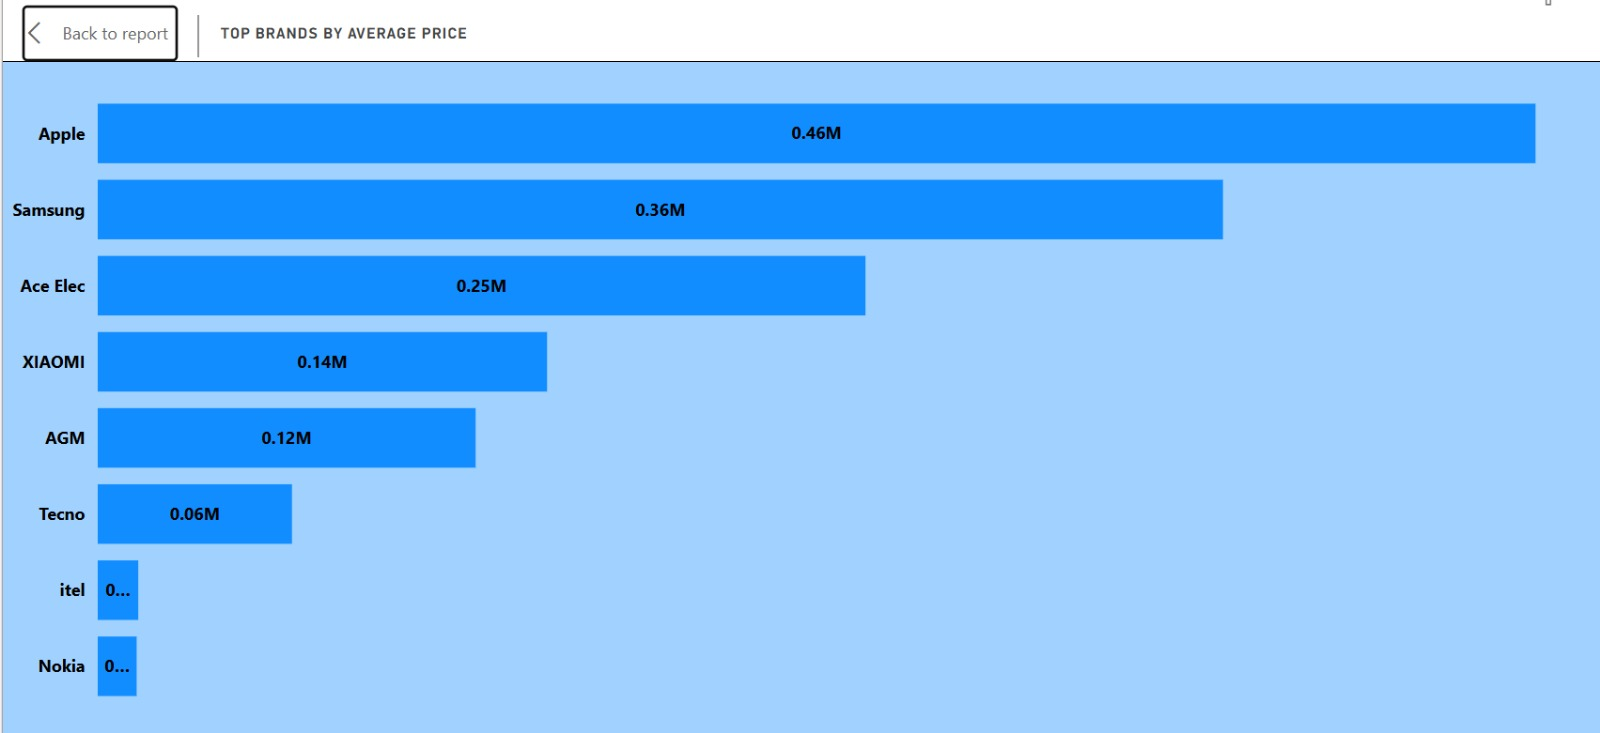 Back to report
TOP BRANDS BY AVERAGE PRICE
Apple 0.46M
Samsung 0.36M
Ace Elec 0.25M
XIAOMI 0.14M
AGM 0.12M
Tecno 0.06M
itel 0...
Nokia 0...